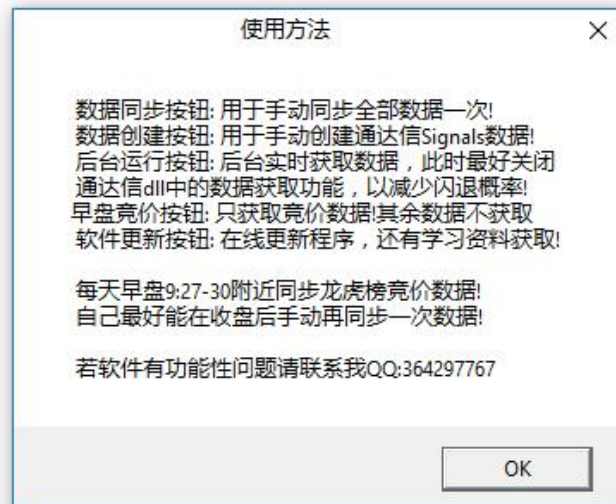 使用方法
数据同步按钮: 用于手动同步全部数据一次!
数据创建按钮: 用于手动创建通达信Signals数据!
后台运行按钮: 后台实时获取数据，此时最好关闭
通达信dll中的数据获取功能，以减少闪退概率!
早盘竞价按钮: 只获取竞价数据!其余数据不获取
软件更新按钮: 在线更新程序，还有学习资料获取!
每天早盘9:27-30附近同步龙虎榜竞价数据!
自己最好能在收盘后手动再同步一次数据!
若软件有功能性问题请联系我QQ:364297767
OK